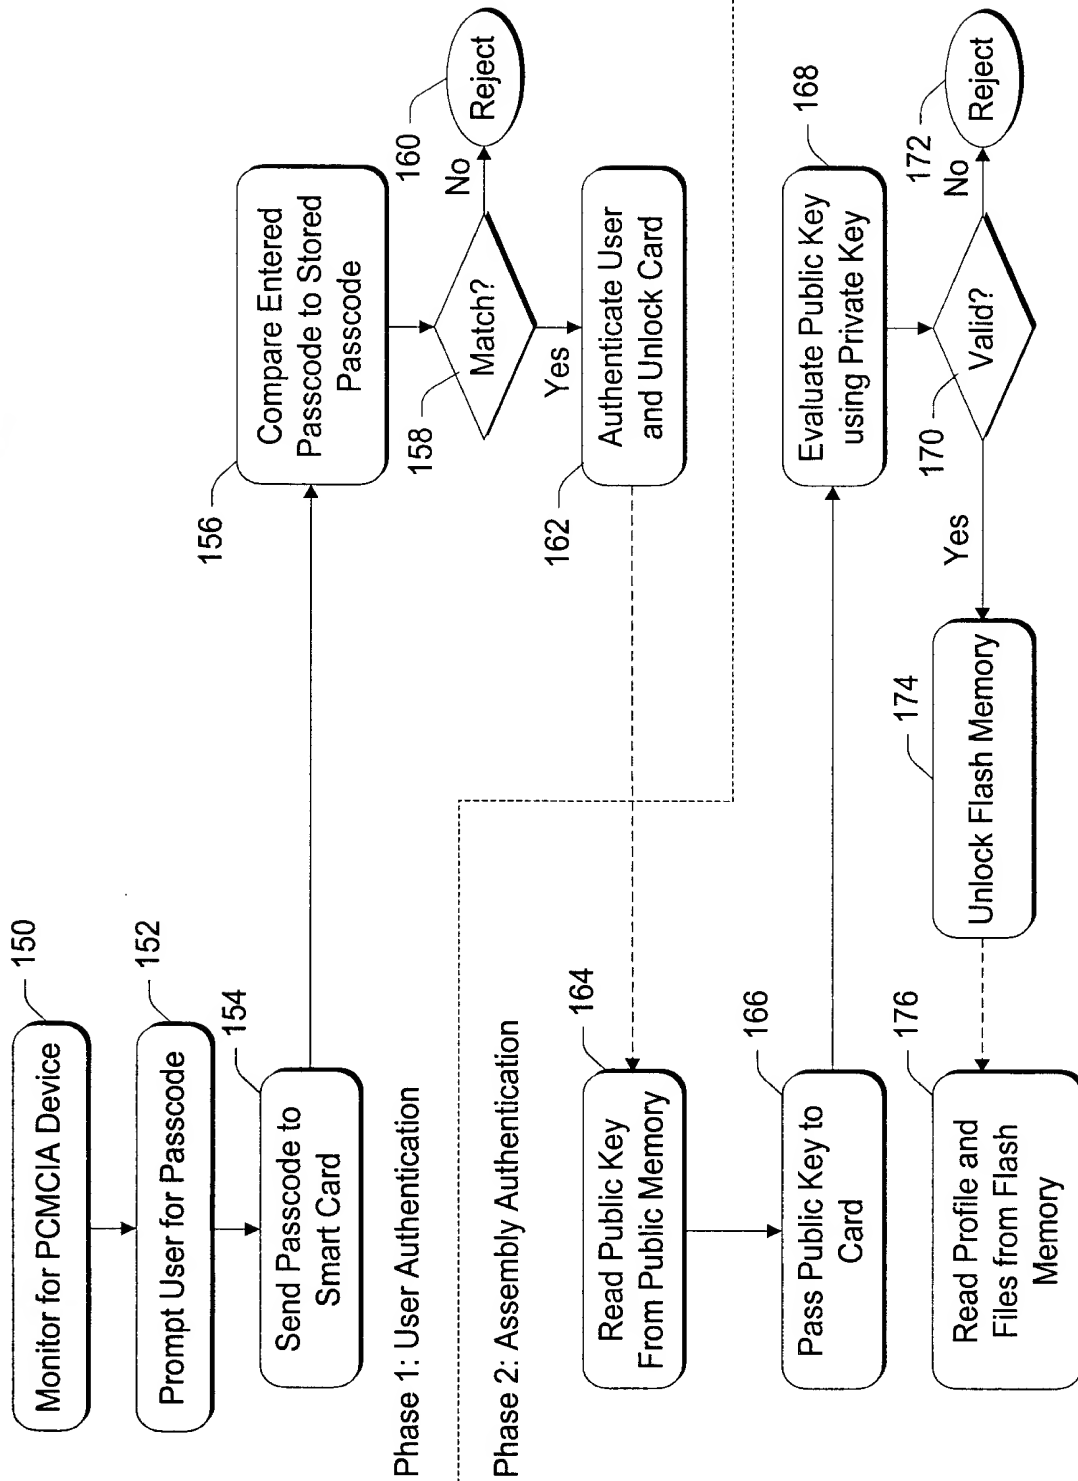 150
Monitor for PCMCIA Device
152
Prompt User for Passcode
154
Send Passcode to
Smart Card
156
Compare Entered
Passcode to Stored
Passcode
158
Match?
No
160
Reject
Yes
162
Authenticate User
and Unlock Card
Phase 1: User Authentication
Phase 2: Assembly Authentication
164
Read Public Key
From Public Memory
166
Pass Public Key to
Card
168
Evaluate Public Key
using Private Key
170
Valid?
No
172
Reject
Yes
174
Unlock Flash Memory
176
Read Profile and
Files from Flash
Memory